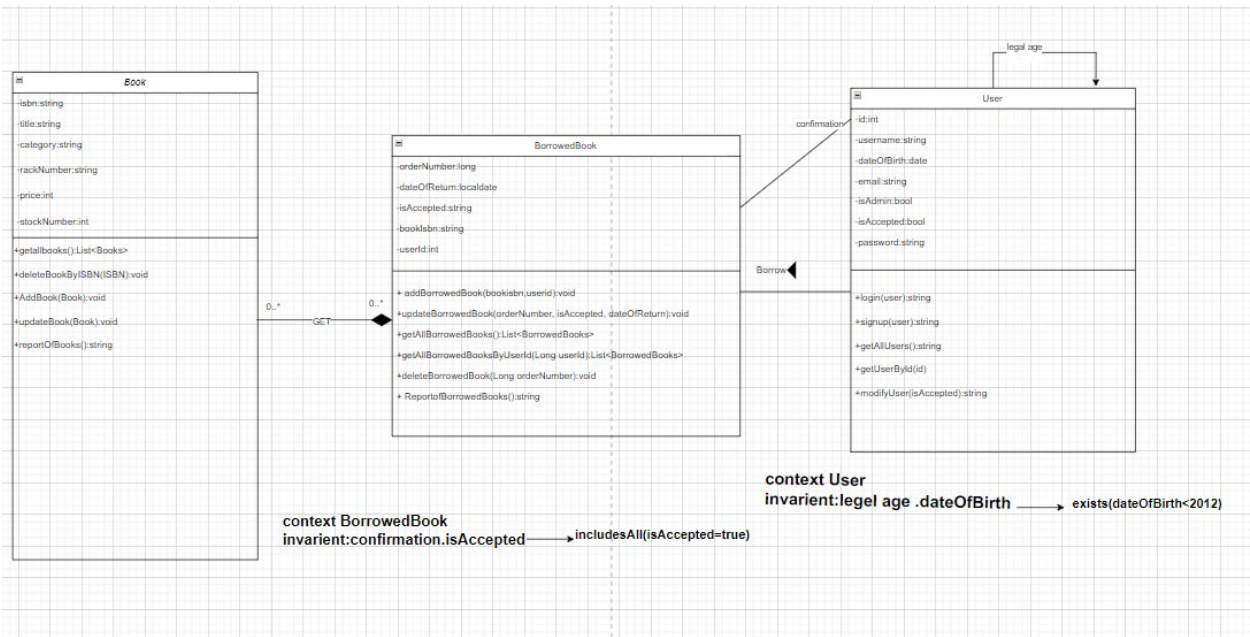 Book
-isbn:string
-title:string
-category:string
-rackNumber:string
-price:int
-stockNumber:int
+getallbooks():List<Books>
+deleteBookByISBN(ISBN):void
+AddBook(Book):void
+updateBook(Book):void
+reportOfBooks():string
0..*
GET
0..*
BorrowedBook
-orderNumber:long
-dateOfReturn:localdate
-isAccepted:string
-bookIsbn:string
-userId:int
+ addBorrowedBook(bookisbn,userid):void
+updateBorrowedBook(orderNumber, isAccepted, dateOfReturn):void
+getAllBorrowedBooks():List<BorrowedBooks>
+getAllBorrowedBooksByUserId(Long userId):List<BorrowedBooks>
+deleteBorrowedBook(Long orderNumber):void
+ ReportofBorrowedBooks():string
confirmation
Borrow
legal age
User
-id:int
-username:string
-dateOfBirth:date
-email:string
-isAdmin:bool
-isAccepted:bool
-password:string
+login(user):string
+signup(user):string
+getAllUsers():string
+getUserById(id)
+modifyUser(isAccepted):string
context User
invarient:legel age .dateOfBirth
exists(dateOfBirth<2012)
context BorrowedBook
invarient:confirmation.isAccepted
includesAll(isAccepted=true)